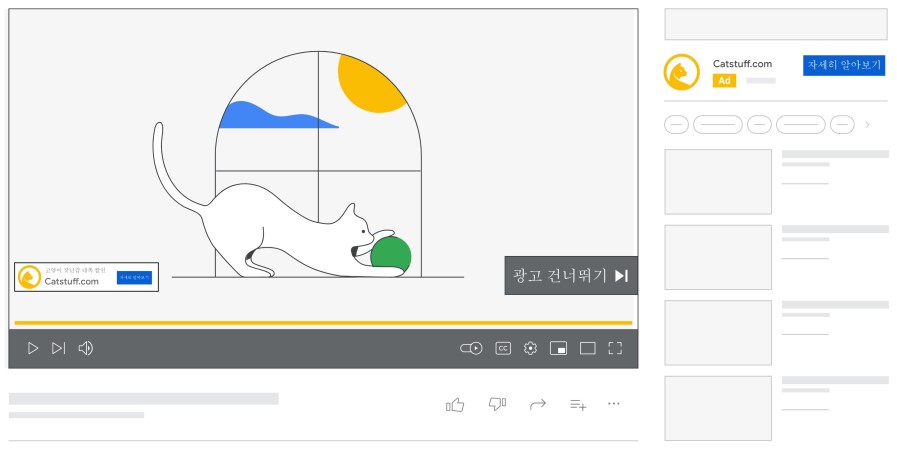 고양이 장난감 대폭 할인
Catstuff.com
자세히 알아보기
광고 건너뛰기
CC
Catstuff.com
Ad
자세히 알아보기